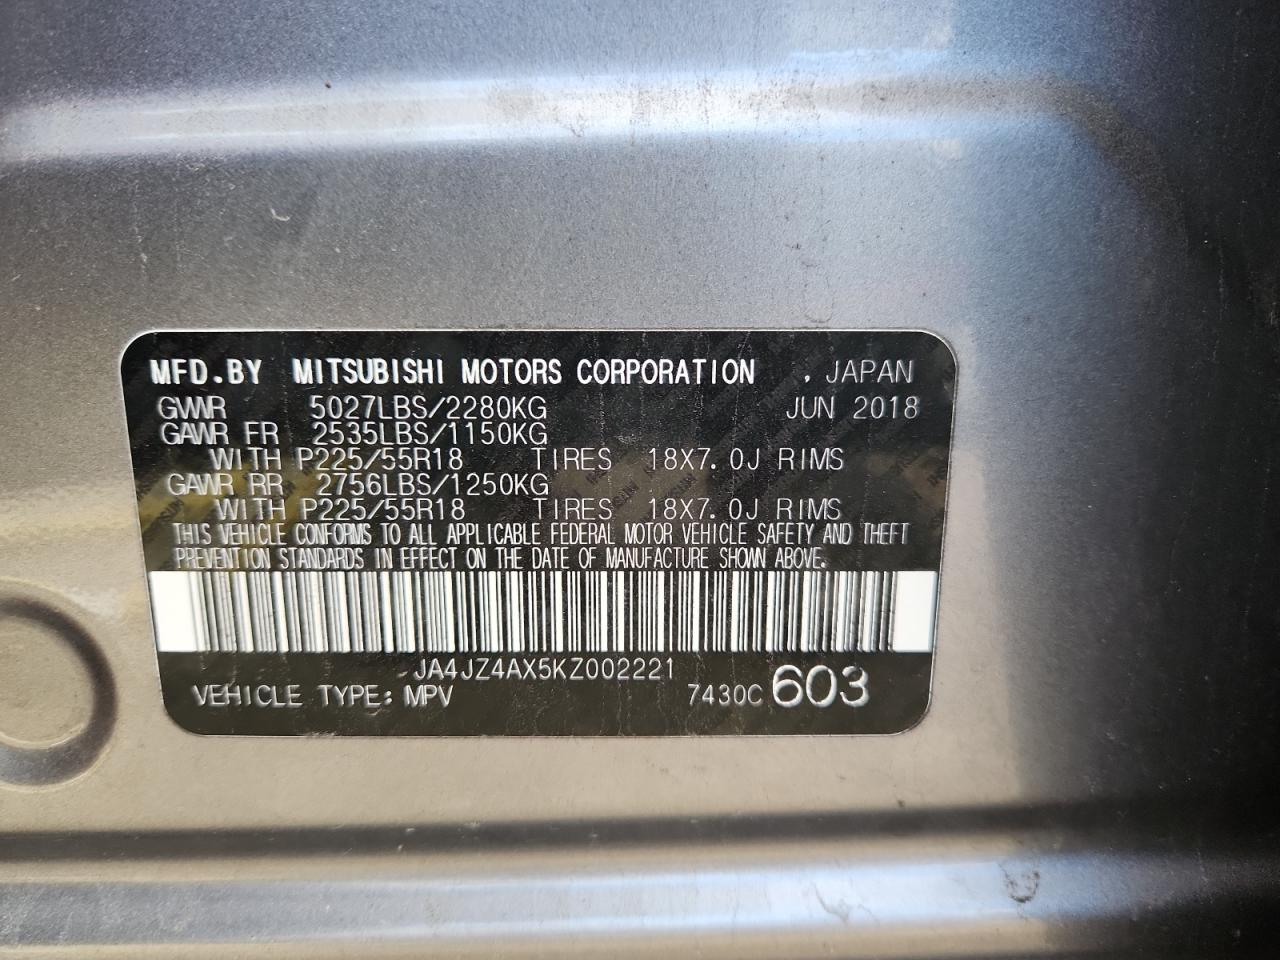 MFD.BY MITSUBISHI MOTORS CORPORATION , JAPAN
GVWR 5027LBS/2280KG JUN 2018
GAWR FR 2535LBS/1150KG
WITH P225/55R18 TIRES 18X7.0J RIMS
GAWR RR 2756LBS/1250KG
WITH P225/55R18 TIRES 18X7.0J RIMS
THIS VEHICLE CONFORMS TO ALL APPLICABLE FEDERAL MOTOR VEHICLE SAFETY AND THEFT
PREVENTION STANDARDS IN EFFECT ON THE DATE OF MANUFACTURE SHOWN ABOVE.
JA4JZ4AX5KZ002221
VEHICLE TYPE: MPV 7430C 603